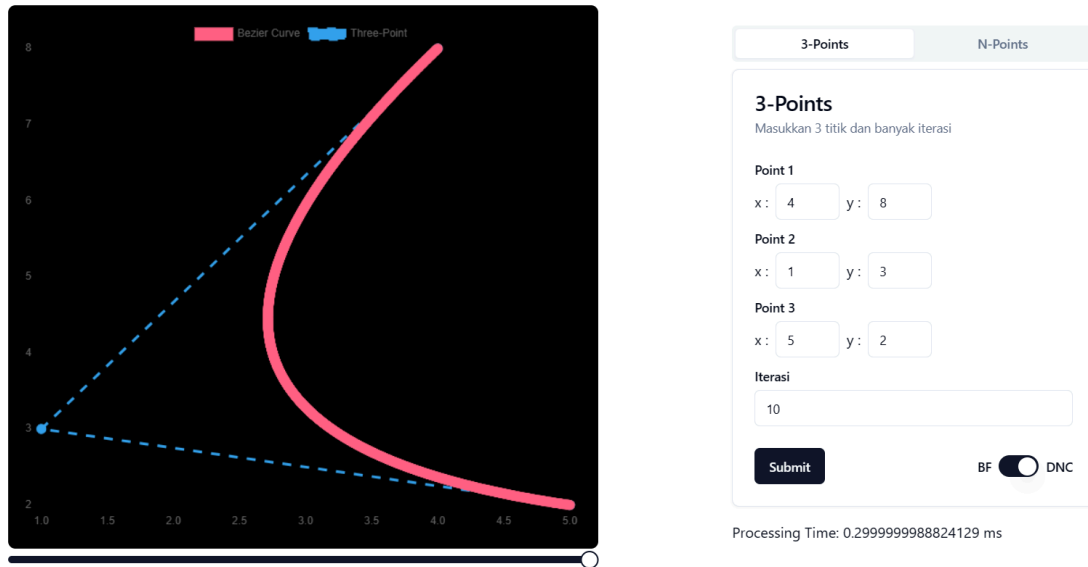 Bezier Curve Three-Point
8
7
6
5
4
3
2
1.0 1.5 2.0 2.5 3.0 3.5 4.0 4.5 5.0
3-Points N-Points
3-Points
Masukkan 3 titik dan banyak iterasi
Point 1
x : 4 y : 8
Point 2
x : 1 y : 3
Point 3
x : 5 y : 2
Iterasi
10
Submit BF DNC
Processing Time: 0.2999999988824129 ms